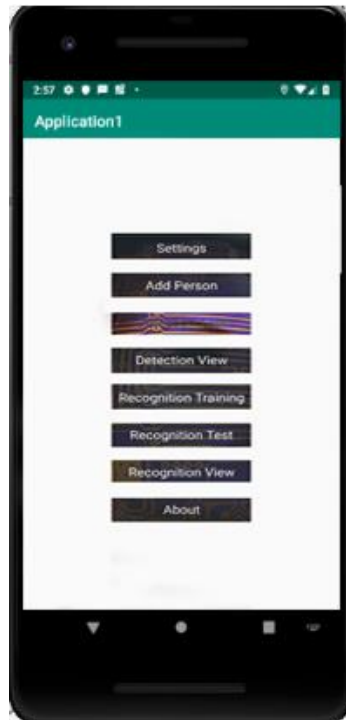 2:57
Application1
Settings
Add Person
Detection View
Recognition Training
Recognition Test
Recognition View
About